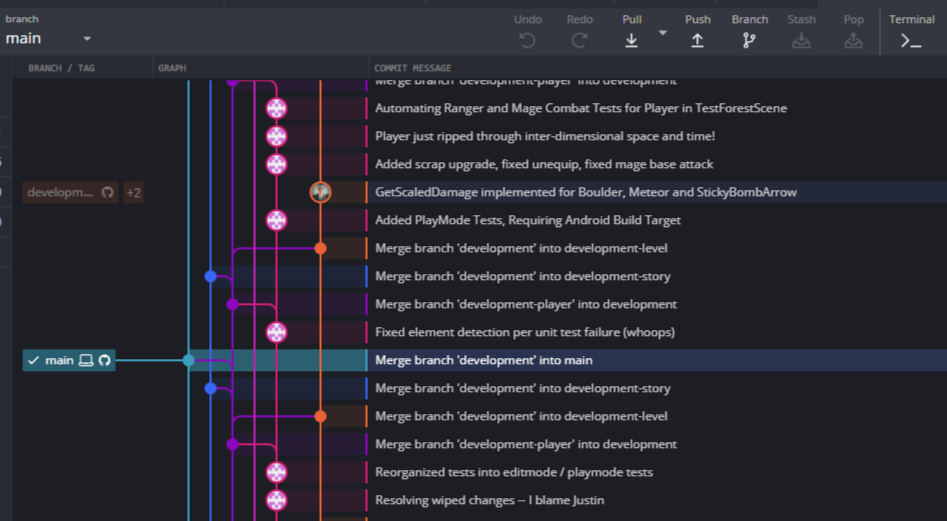 branch
main
Undo Redo Pull Push Branch Stash Pop Terminal
BRANCH / TAG GRAPH COMMIT MESSAGE
Merge branch 'development-player' into development
Automating Ranger and Mage Combat Tests for Player in TestForestScene
Player just ripped through inter-dimensional space and time!
Added scrap upgrade, fixed unequip, fixed mage base attack
developm... +2 GetScaledDamage implemented for Boulder, Meteor and StickyBombArrow
Added PlayMode Tests, Requiring Android Build Target
Merge branch 'development' into development-level
Merge branch 'development' into development-story
Merge branch 'development-player' into development
Fixed element detection per unit test failure (whoops)
main Merge branch 'development' into main
Merge branch 'development' into development-story
Merge branch 'development' into development-level
Merge branch 'development-player' into development
Reorganized tests into editmode / playmode tests
Resolving wiped changes -- I blame Justin